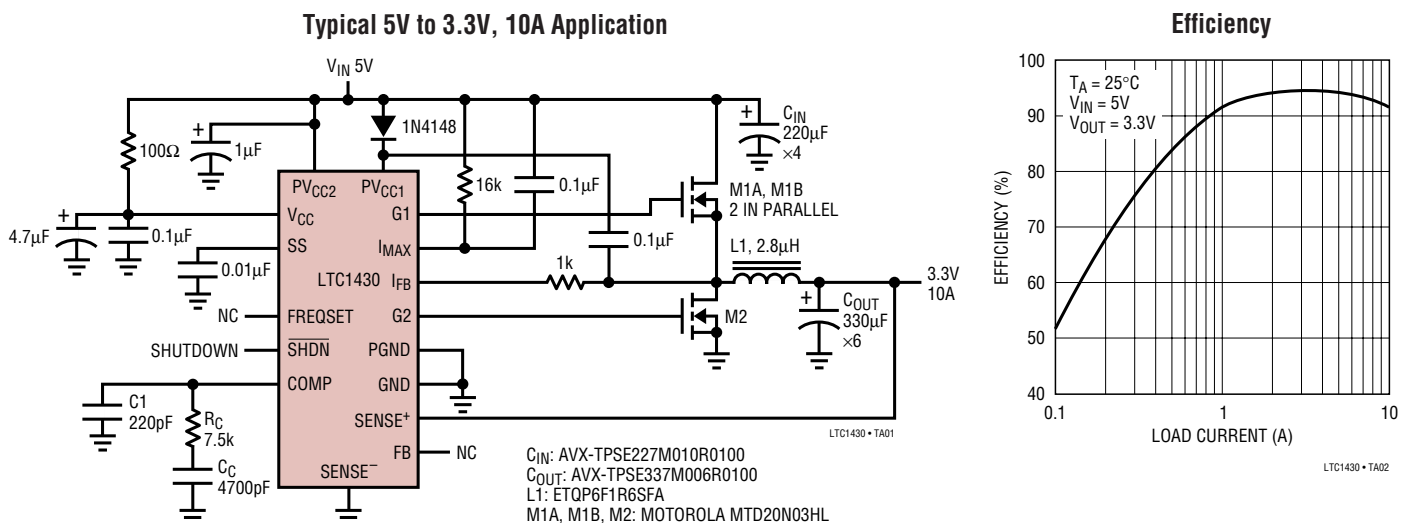 Typical 5V to 3.3V, 10A Application
VIN 5V
1N4148
+
CIN
220µF
×4
100Ω
+
1µF
PVCC2
PVCC1
16k
0.1µF
M1A, M1B
2 IN PARALLEL
VCC
G1
+
4.7µF
0.1µF
SS
IMAX
0.1µF
L1, 2.8µH
0.01µF
1k
LTC1430
IFB
3.3V
10A
+
COUT
330µF
×6
NC
FREQSET
G2
M2
SHUTDOWN
SHDN
PGND
COMP
GND
C1
220pF
RC
7.5k
SENSE+
LTC1430 • TA01
FB
NC
CC
4700pF
SENSE−
CIN: AVX-TPSE227M010R0100
COUT: AVX-TPSE337M006R0100
L1: ETQP6F1R6SFA
M1A, M1B, M2: MOTOROLA MTD20N03HL
Efficiency
100
90
80
70
60
50
40
EFFICIENCY (%)
TA = 25°C
VIN = 5V
VOUT = 3.3V
0.1
1
10
LOAD CURRENT (A)
LTC1430 • TA02